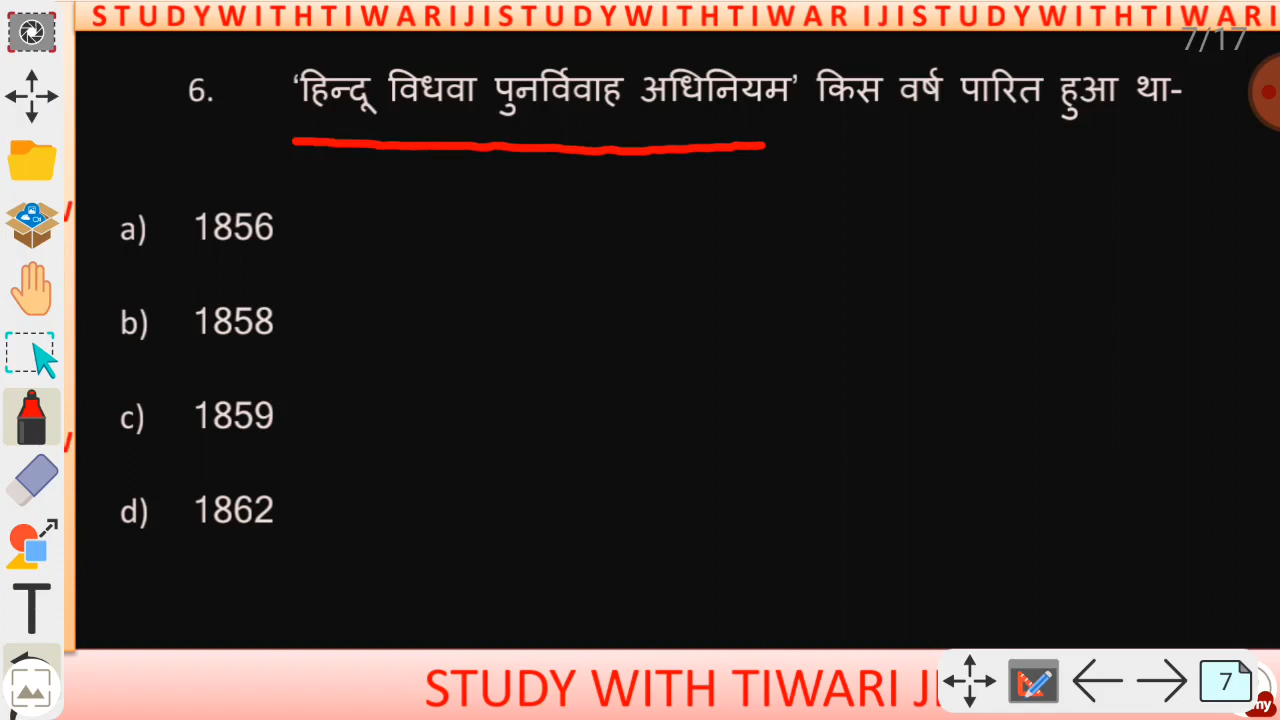 STUDYWITHTIWARIJISTUDYWITHTIWAR IJISTUDYWITHTIWARI
7/17
6. ‘हिन्दू विधवा पुनर्विवाह अधिनियम’ किस वर्ष पारित हुआ था-
a) 1856
b) 1858
c) 1859
d) 1862
T
STUDY WITH TIWARI JI
7
my